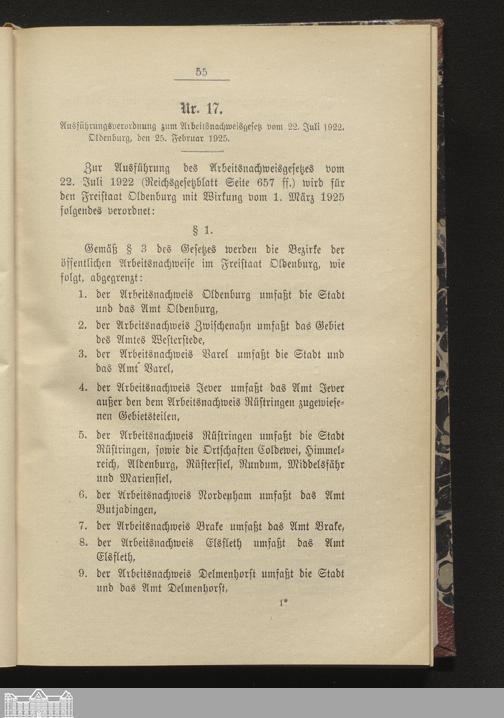 55
Nr. 17.
Ausführungsverordnung zum Arbeitsnachweisgesetz vom 22. Juli 1922.
Oldenburg, den 25. Februar 1925.
Zur Ausführung des Arbeitsnachweisgesetzes vom
22. Juli 1922 (Reichsgesetzblatt Seite 657 ff.) wird für
den Freistaat Oldenburg mit Wirkung vom 1. März 1925
folgendes verordnet:
§ 1.
Gemäß § 3 des Gesetzes werden die Bezirke der
öffentlichen Arbeitsnachweise im Freistaat Oldenburg, wie
folgt, abgegrenzt:
1. der Arbeitsnachweis Oldenburg umfaßt die Stadt
und das Amt Oldenburg,
2. der Arbeitsnachweis Zwischenahn umfaßt das Gebiet
des Amtes Westerstede,
3. der Arbeitsnachweis Varel umfaßt die Stadt und
das Amt Varel,
4. der Arbeitsnachweis Jever umfaßt das Amt Jever
außer den dem Arbeitsnachweis Rüstringen zugewiese-
nen Gebietsteilen,
5. der Arbeitsnachweis Rüstringen umfaßt die Stadt
Rüstringen, sowie die Ortschaften Coldewei, Himmel-
reich, Aldenburg, Rüstersiel, Rundum, Middelsfähr
und Mariensiel,
6. der Arbeitsnachweis Nordenham umfaßt das Amt
Butjadingen,
7. der Arbeitsnachweis Brake umfaßt das Amt Brake,
8. der Arbeitsnachweis Elsfleth umfaßt das Amt
Elsfleth,
9. der Arbeitsnachweis Delmenhorst umfaßt die Stadt
und das Amt Delmenhorst,
1*